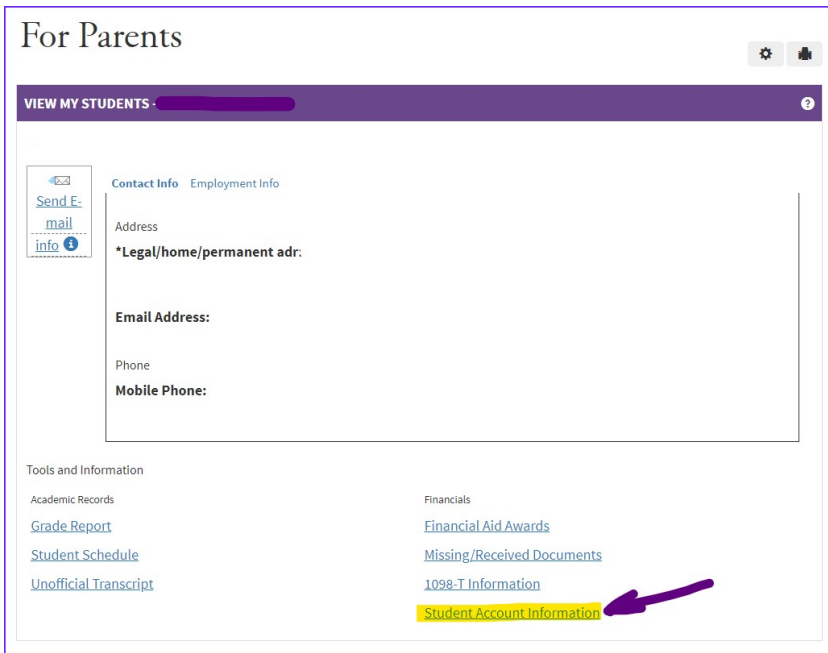 For Parents
VIEW MY STUDENTS -
Send E-
mail
info
Contact Info Employment Info
Address
*Legal/home/permanent adr:
Email Address:
Phone
Mobile Phone:
Tools and Information
Academic Records
Grade Report
Student Schedule
Unofficial Transcript
Financials
Financial Aid Awards
Missing/Received Documents
1098-T Information
Student Account Information